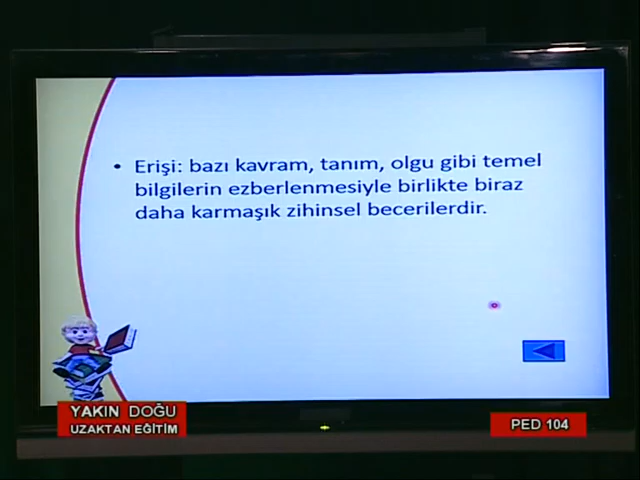 • Erişi: bazı kavram, tanım, olgu gibi temel
bilgilerin ezberlenmesiyle birlikte biraz
daha karmaşık zihinsel becerilerdir.
YAKIN DOĞU
UZAKTAN EĞİTİM
PED 104